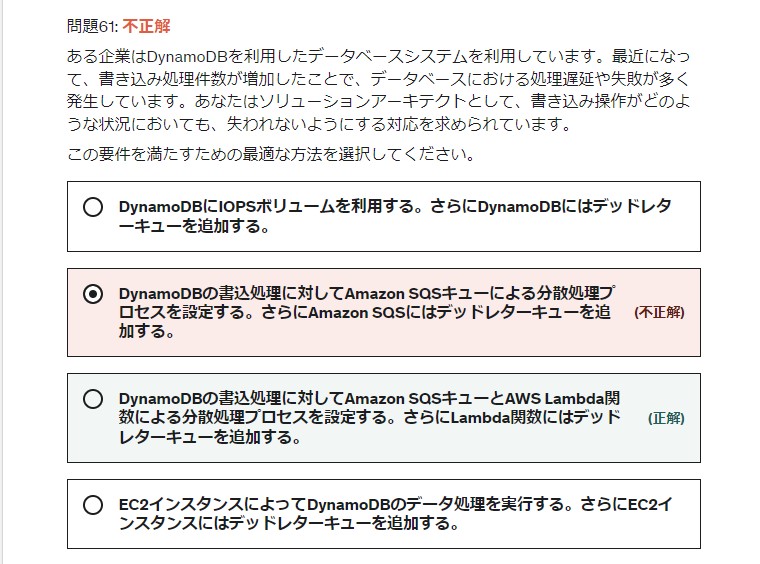 問題61: 不正解
ある企業はDynamoDBを利用したデータベースシステムを利用しています。最近になっ
て、書き込み処理件数が増加したことで、データベースにおける処理遅延や失敗が多く
発生しています。あなたはソリューションアーキテクトとして、書き込み操作がどのよ
うな状況においても、失われないようにする対応を求められています。
この要件を満たすための最適な方法を選択してください。
DynamoDBにIOPSボリュームを利用する。さらにDynamoDBにはデッドレタ
ーキューを追加する。
DynamoDBの書込処理に対してAmazon SQSキューによる分散処理プ
ロセスを設定する。さらにAmazon SQSにはデッドレターキューを追
加する。
(不正解)
DynamoDBの書込処理に対してAmazon SQSキューとAWS Lambda関
数による分散処理プロセスを設定する。さらにLambda関数にはデッド
レターキューを追加する。
(正解)
EC2インスタンスによってDynamoDBのデータ処理を実行する。さらにEC2イ
ンスタンスにはデッドレターキューを追加する。